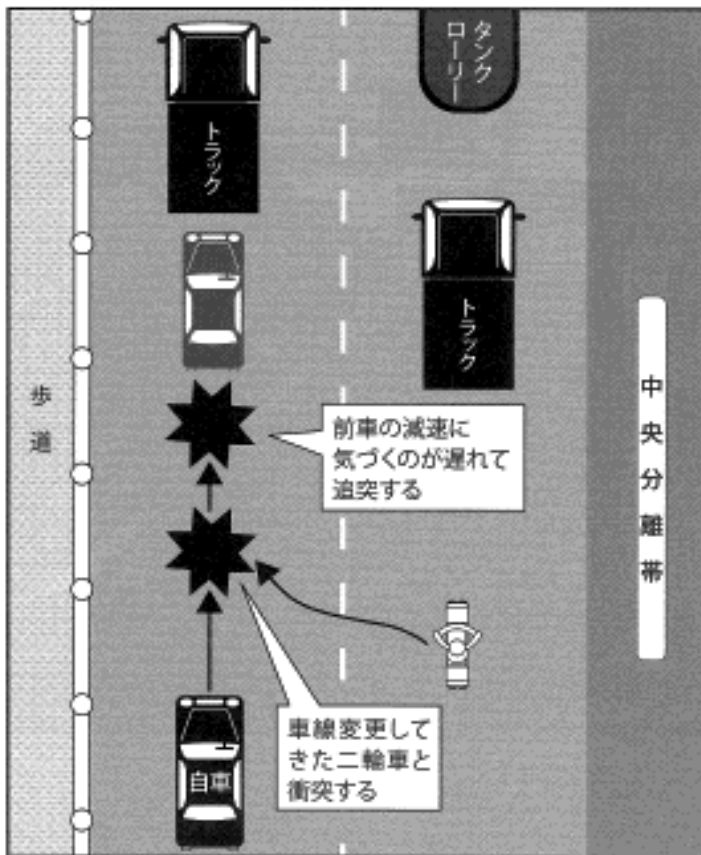 タンク
ローリー
トラック
トラック
歩道
中央分離帯
前車の減速に
気づくのが遅れて
追突する
車線変更して
きた二輪車と
衝突する
自車